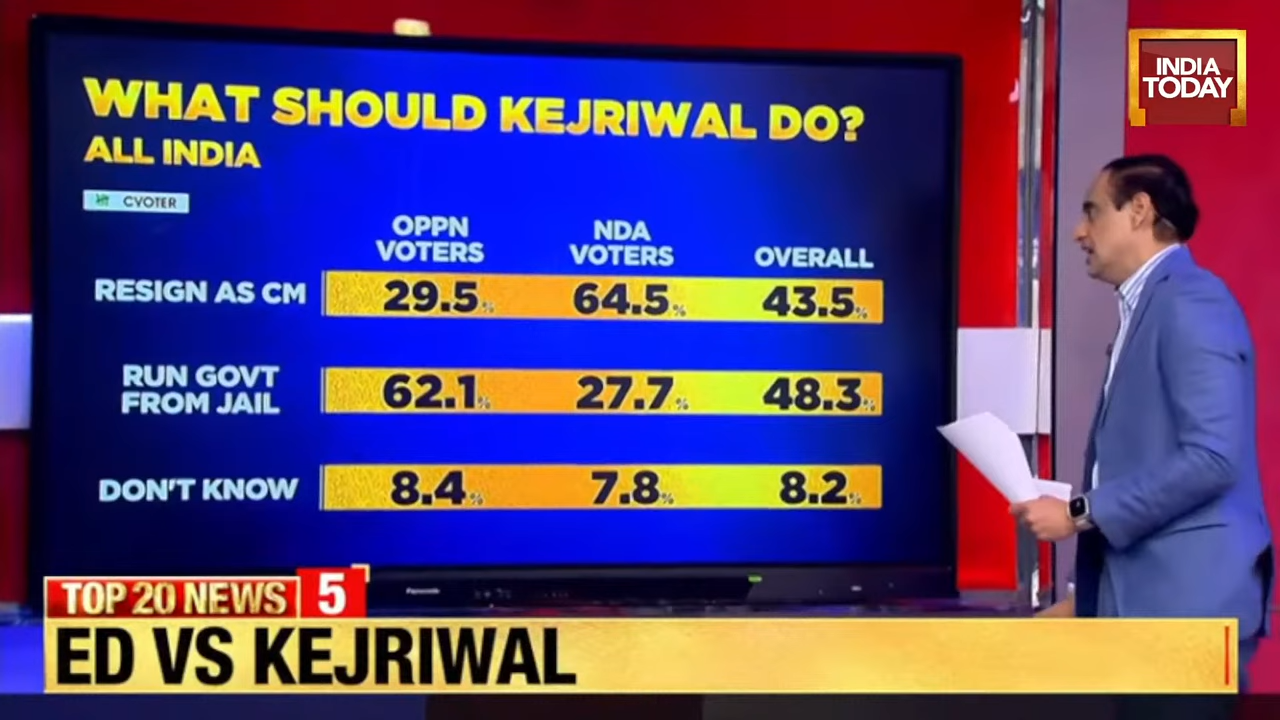 INDIA
TODAY
WHAT SHOULD KEJRIWAL DO?
ALL INDIA
CVOTER
OPPN
VOTERS
NDA
VOTERS
OVERALL
RESIGN AS CM 29.5% 64.5% 43.5%
RUN GOVT
FROM JAIL
62.1% 27.7% 48.3%
DON'T KNOW 8.4% 7.8% 8.2%
Panasonic
TOP 20 NEWS 5
ED VS KEJRIWAL